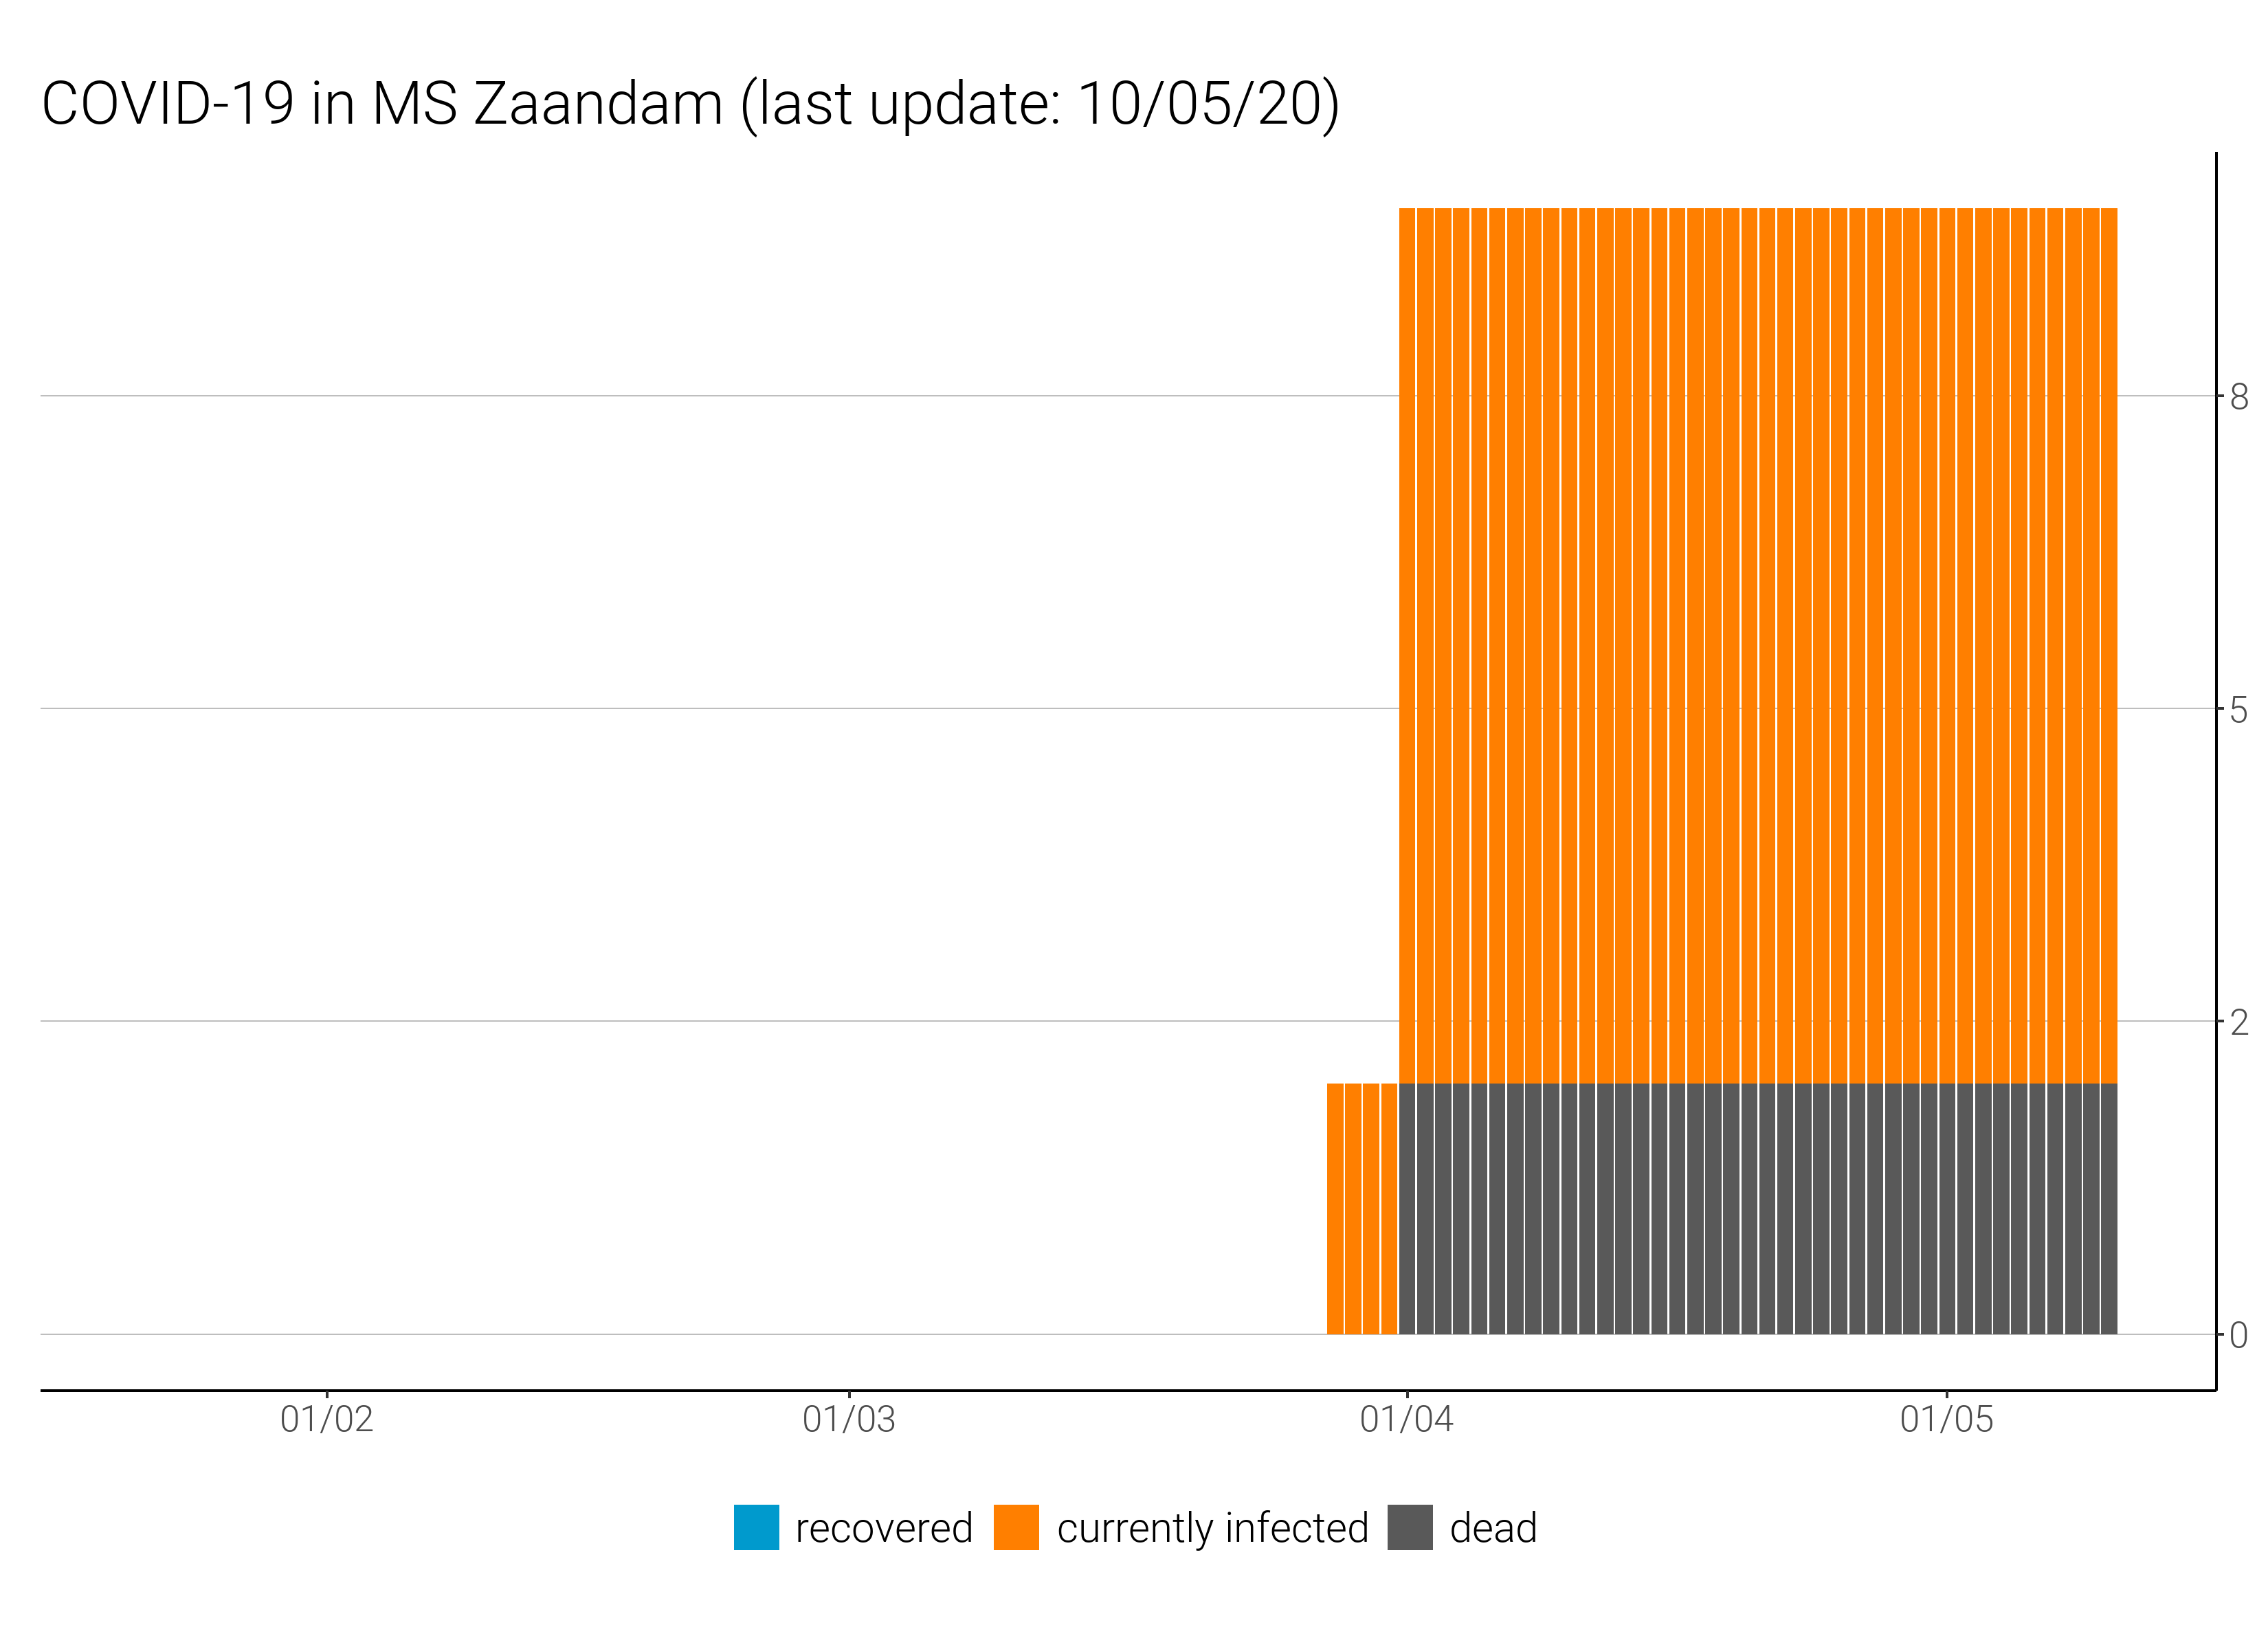 COVID-19 in MS Zaandam (last update: 10/05/20)
8
5
2
0
01/02 01/03 01/04 01/05
recovered currently infected dead